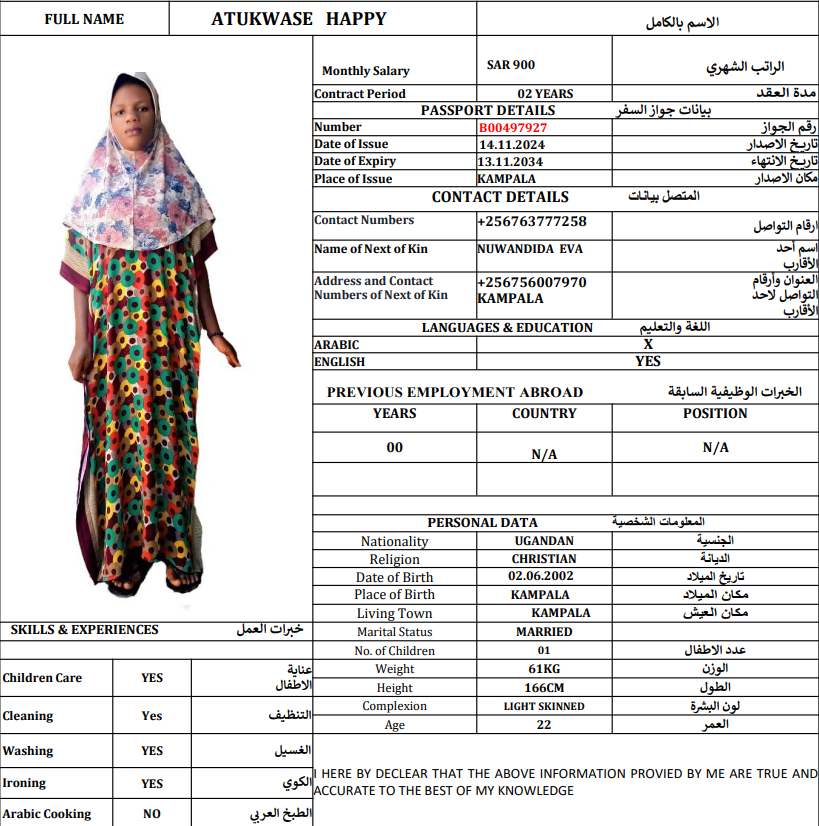 FULL NAME ATUKWASE HAPPY الاسم بالكامل
Monthly Salary SAR 900 الراتب الشهري
Contract Period 02 YEARS مدة العقد
PASSPORT DETAILS بيانات جواز السفر
Number B00497927 رقم الجواز
Date of Issue 14.11.2024 تاريخ الاصدار
Date of Expiry 13.11.2034 تاريخ الانتهاء
Place of Issue KAMPALA مكان الاصدار
CONTACT DETAILS المتصل بيانات
Contact Numbers +256763777258 ارقام التواصل
Name of Next of Kin NUWANDIDA EVA اسم أحد
الأقارب
Address and Contact +256756007970 العنوان وأرقام
Numbers of Next of Kin KAMPALA التواصل لاحد
الأقارب
LANGUAGES & EDUCATION اللغة والتعليم
ARABIC X
ENGLISH YES
PREVIOUS EMPLOYMENT ABROAD الخبرات الوظيفية السابقة
YEARS COUNTRY POSITION
00 N/A N/A
PERSONAL DATA المعلومات الشخصية
Nationality UGANDAN الجنسية
Religion CHRISTIAN الديانة
Date of Birth 02.06.2002 تاريخ الميلاد
Place of Birth KAMPALA مكان الميلاد
Living Town KAMPALA مكان العيش
Marital Status MARRIED
No. of Children 01 عدد الاطفال
Weight 61KG الوزن
Height 166CM الطول
Complexion LIGHT SKINNED لون البشرة
Age 22 العمر
SKILLS & EXPERIENCES خبرات العمل
Children Care YES عناية
الاطفال
Cleaning Yes التنظيف
Washing YES الغسيل
Ironing YES الكوي
Arabic Cooking NO الطبخ العربي
I HERE BY DECLEAR THAT THE ABOVE INFORMATION PROVIED BY ME ARE TRUE AND
ACCURATE TO THE BEST OF MY KNOWLEDGE